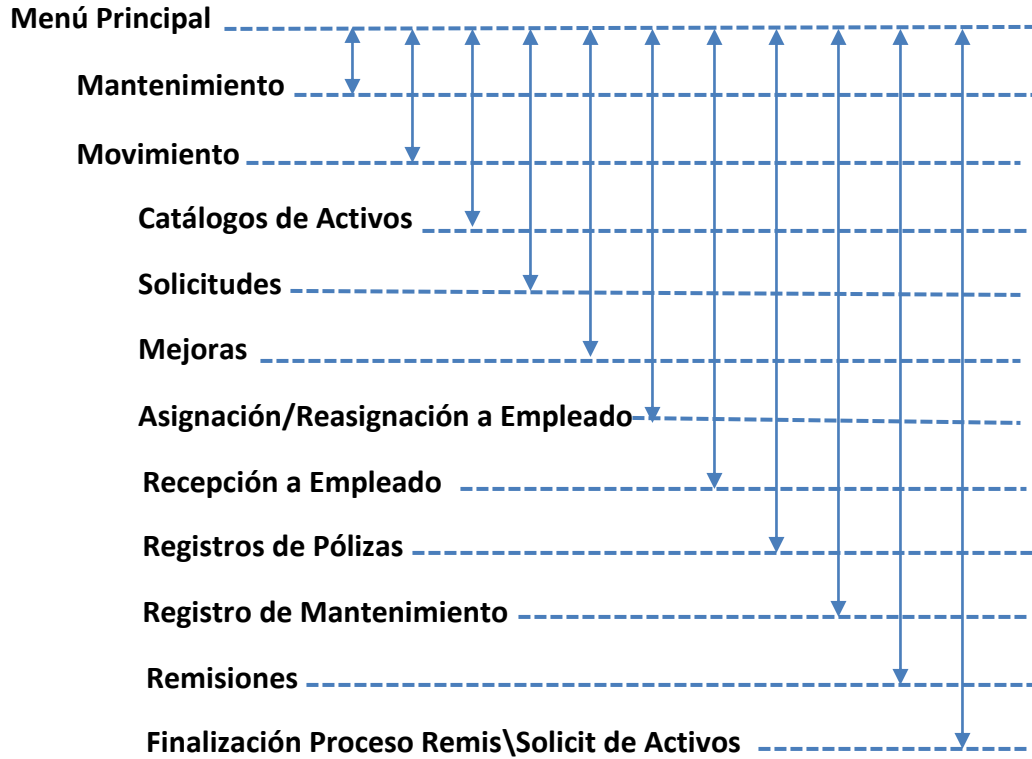 Menú Principal
Mantenimiento
Movimiento
Catálogos de Activos
Solicitudes
Mejoras
Asignación/Reasignación a Empleado
Recepción a Empleado
Registros de Pólizas
Registro de Mantenimiento
Remisiones
Finalización Proceso Remis\Solicit de Activos